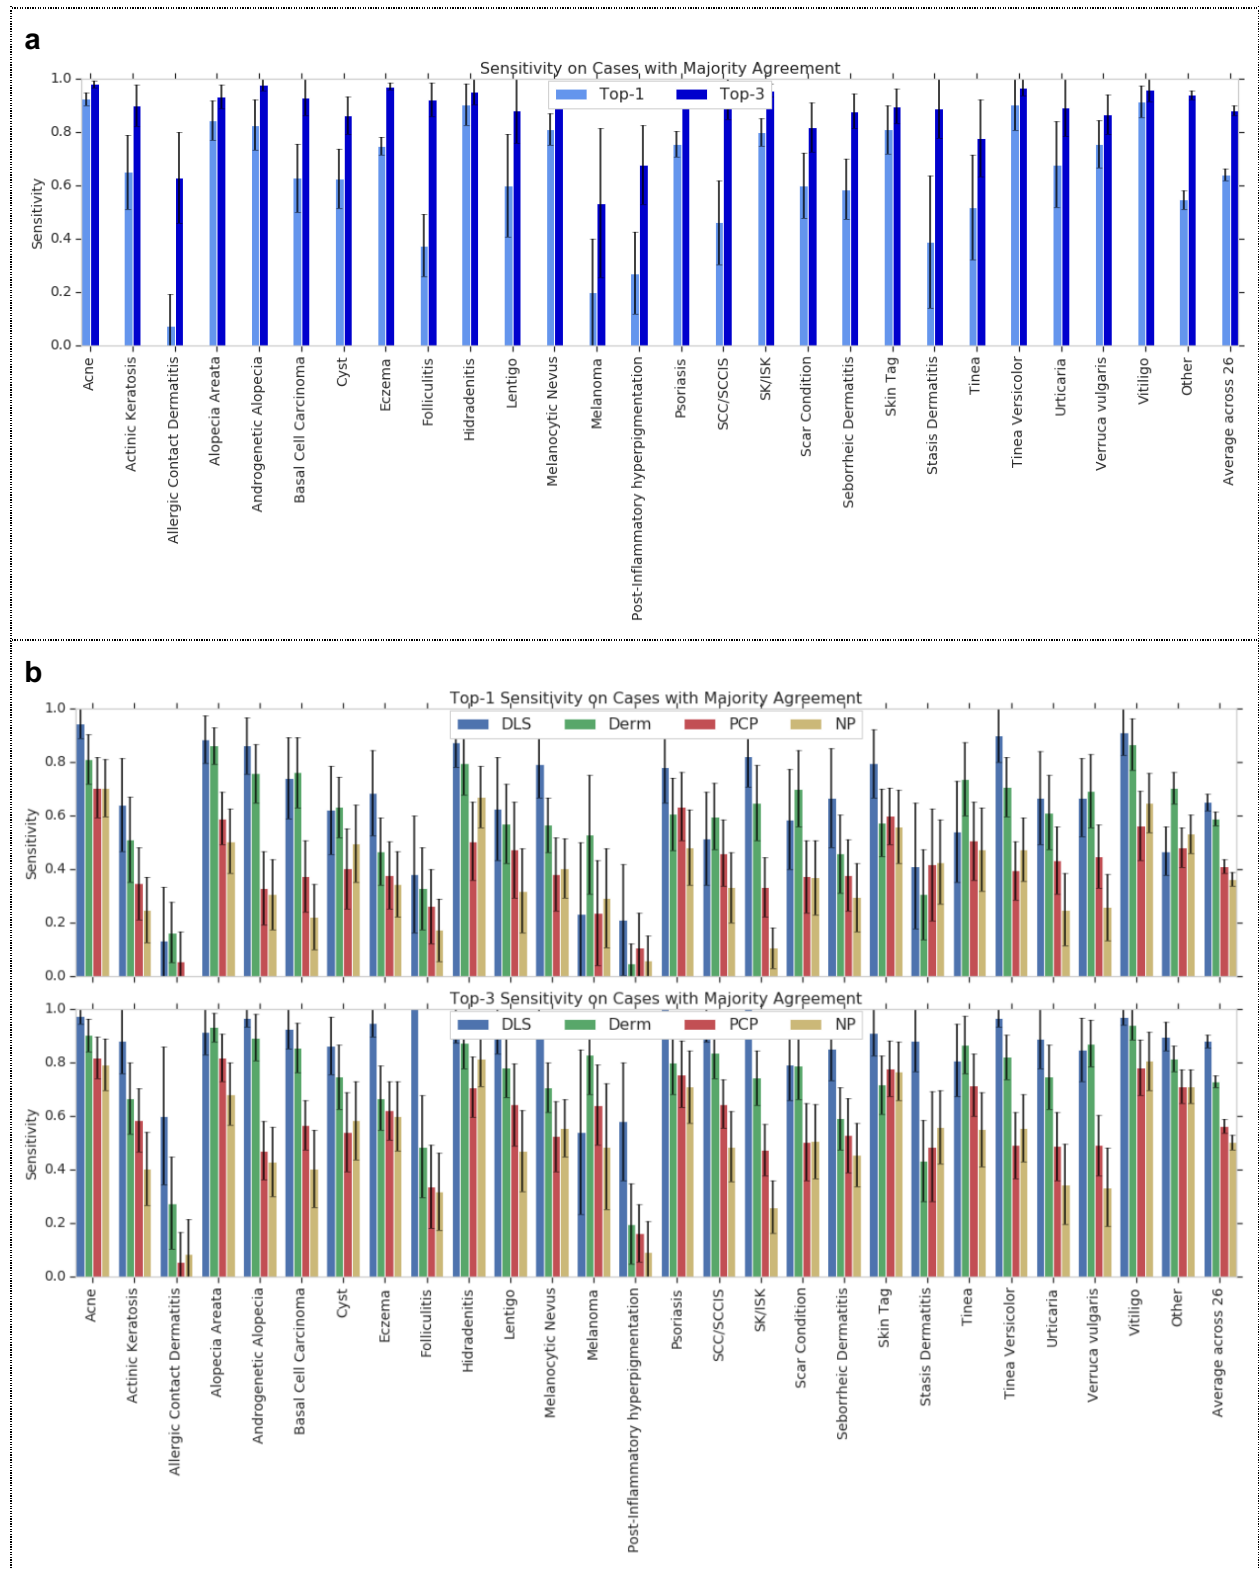 a
Sensitivity on Cases with Majority Agreement
Top-1 Top-3
Sensitivity
1.0
0.8
0.6
0.4
0.2
0.0
Acne
Actinic Keratosis
Allergic Contact Dermatitis
Alopecia Areata
Androgenetic Alopecia
Basal Cell Carcinoma
Cyst
Eczema
Folliculitis
Hidradenitis
Lentigo
Melanocytic Nevus
Melanoma
Post-Inflammatory hyperpigmentation
Psoriasis
SCC/SCCIS
SK/ISK
Scar Condition
Seborrheic Dermatitis
Skin Tag
Stasis Dermatitis
Tinea
Tinea Versicolor
Urticaria
Verruca vulgaris
Vitiligo
Other
Average across 26
b
Top-1 Sensitivity on Cases with Majority Agreement
DLS Derm PCP NP
Sensitivity
1.0
0.8
0.6
0.4
0.2
0.0
Top-3 Sensitivity on Cases with Majority Agreement
DLS Derm PCP NP
Sensitivity
1.0
0.8
0.6
0.4
0.2
0.0
Acne
Actinic Keratosis
Allergic Contact Dermatitis
Alopecia Areata
Androgenetic Alopecia
Basal Cell Carcinoma
Cyst
Eczema
Folliculitis
Hidradenitis
Lentigo
Melanocytic Nevus
Melanoma
Post-Inflammatory hyperpigmentation
Psoriasis
SCC/SCCIS
SK/ISK
Scar Condition
Seborrheic Dermatitis
Skin Tag
Stasis Dermatitis
Tinea
Tinea Versicolor
Urticaria
Verruca vulgaris
Vitiligo
Other
Average across 26